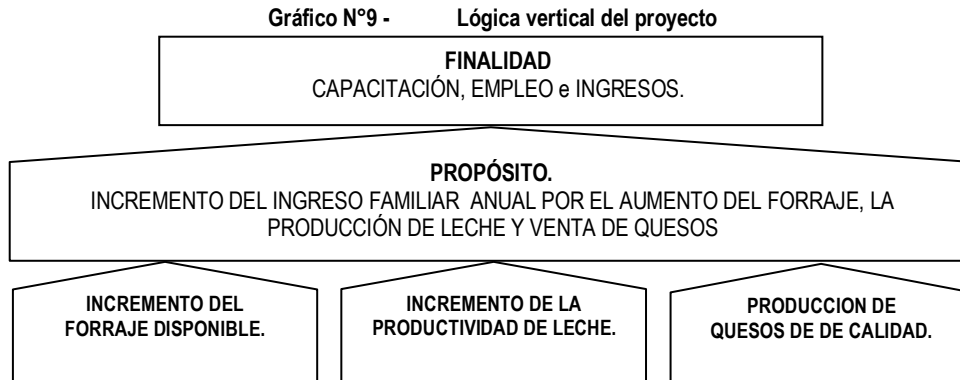 Gráfico N°9 - Lógica vertical del proyecto
FINALIDAD
CAPACITACIÓN, EMPLEO e INGRESOS.
PROPÓSITO.
INCREMENTO DEL INGRESO FAMILIAR ANUAL POR EL AUMENTO DEL FORRAJE, LA
PRODUCCIÓN DE LECHE Y VENTA DE QUESOS
INCREMENTO DEL
FORRAJE DISPONIBLE.
INCREMENTO DE LA
PRODUCTIVIDAD DE LECHE.
PRODUCCION DE
QUESOS DE DE CALIDAD.